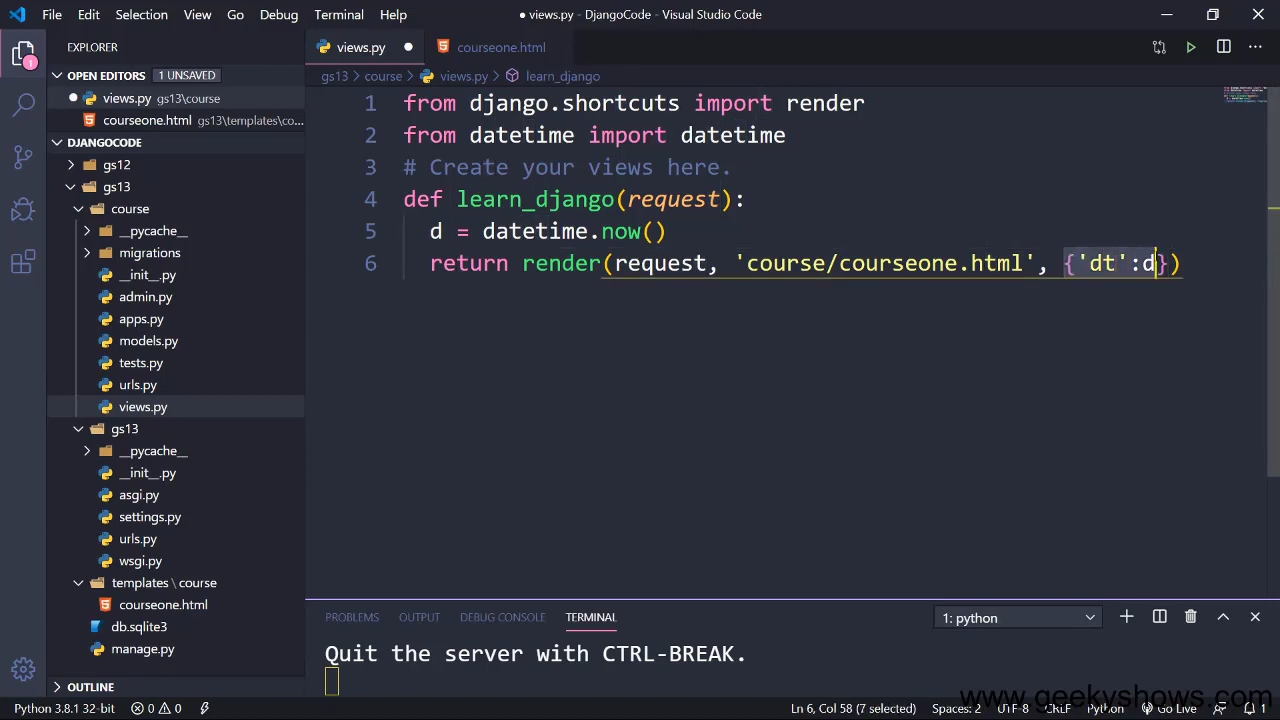 File Edit Selection View Go Debug Terminal Help
● views.py - DjangoCode - Visual Studio Code
EXPLORER
OPEN EDITORS 1 UNSAVED
views.py gs13\course
courseone.html gs13\templates\co...
DJANGOCODE
gs12
gs13
course
__pycache__
migrations
__init__.py
admin.py
apps.py
models.py
tests.py
urls.py
views.py
gs13
__pycache__
__init__.py
asgi.py
settings.py
urls.py
wsgi.py
templates \ course
courseone.html
db.sqlite3
manage.py
OUTLINE
views.py courseone.html
gs13 > course > views.py > learn_django
1 from django.shortcuts import render
2 from datetime import datetime
3 # Create your views here.
4 def learn_django(request):
5 d = datetime.now()
6 return render(request, 'course/courseone.html', {'dt':d})
PROBLEMS OUTPUT DEBUG CONSOLE TERMINAL 1: python
Quit the server with CTRL-BREAK.
www.geekyshows.com
Python 3.8.1 32-bit 0 0 Ln 6, Col 58 (7 selected) Spaces: 2 UTF-8 CRLF Python Go Live 1